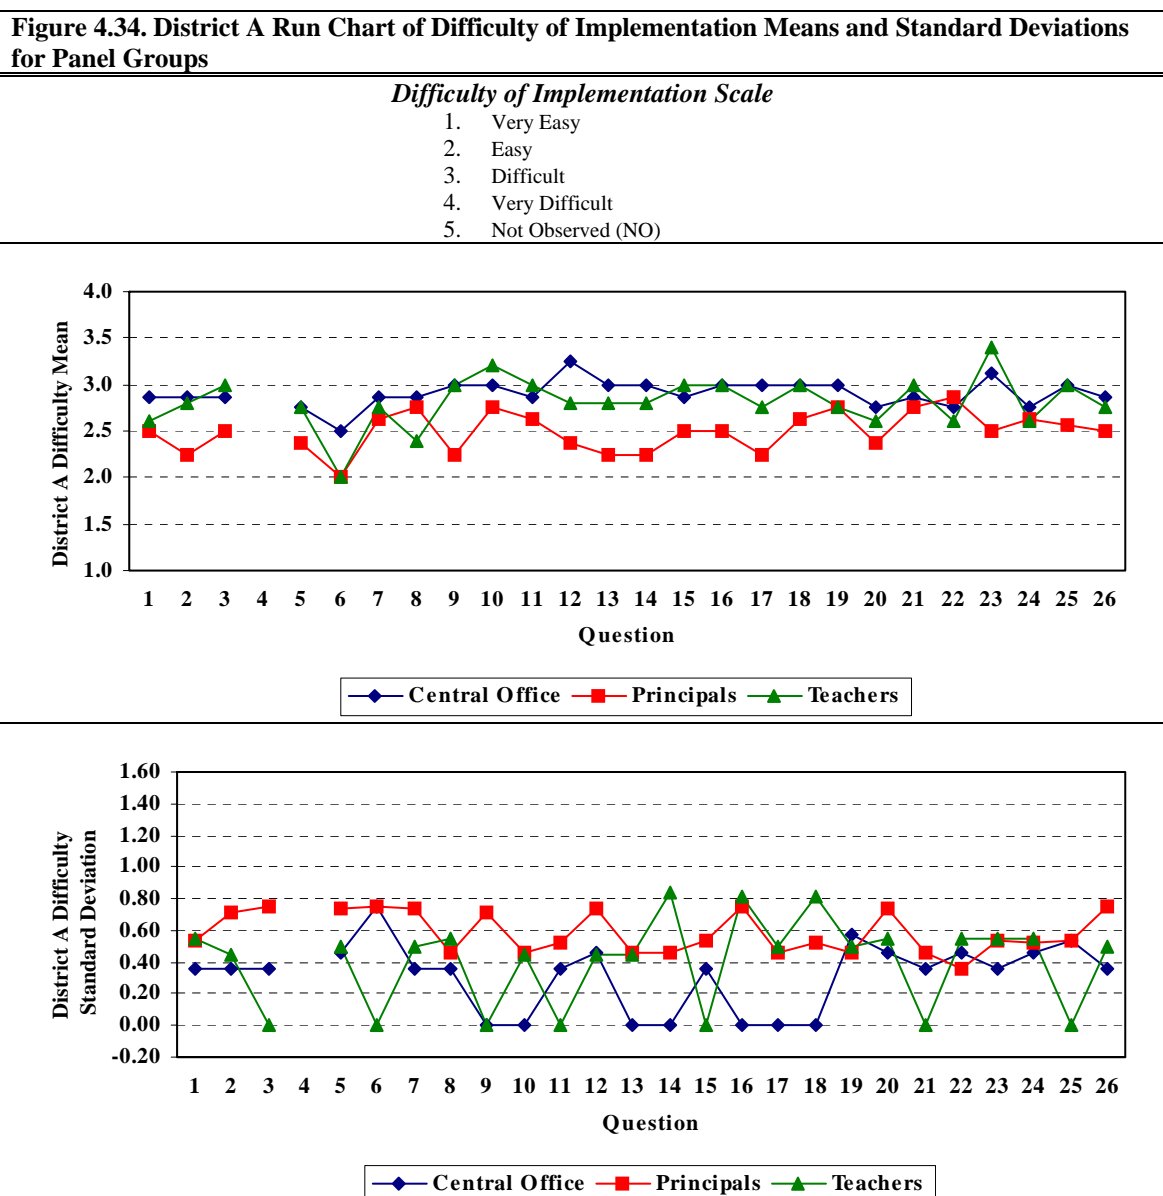 Figure 4.34. District A Run Chart of Difficulty of Implementation Means and Standard Deviations
for Panel Groups
Difficulty of Implementation Scale
1. Very Easy
2. Easy
3. Difficult
4. Very Difficult
5. Not Observed (NO)
District A Difficulty Mean
4.0
3.5
3.0
2.5
2.0
1.5
1.0
1 2 3 4 5 6 7 8 9 10 11 12 13 14 15 16 17 18 19 20 21 22 23 24 25 26
Question
Central Office Principals Teachers
District A Difficulty
Standard Deviation
1.60
1.40
1.20
1.00
0.80
0.60
0.40
0.20
0.00
-0.20
1 2 3 4 5 6 7 8 9 10 11 12 13 14 15 16 17 18 19 20 21 22 23 24 25 26
Question
Central Office Principals Teachers